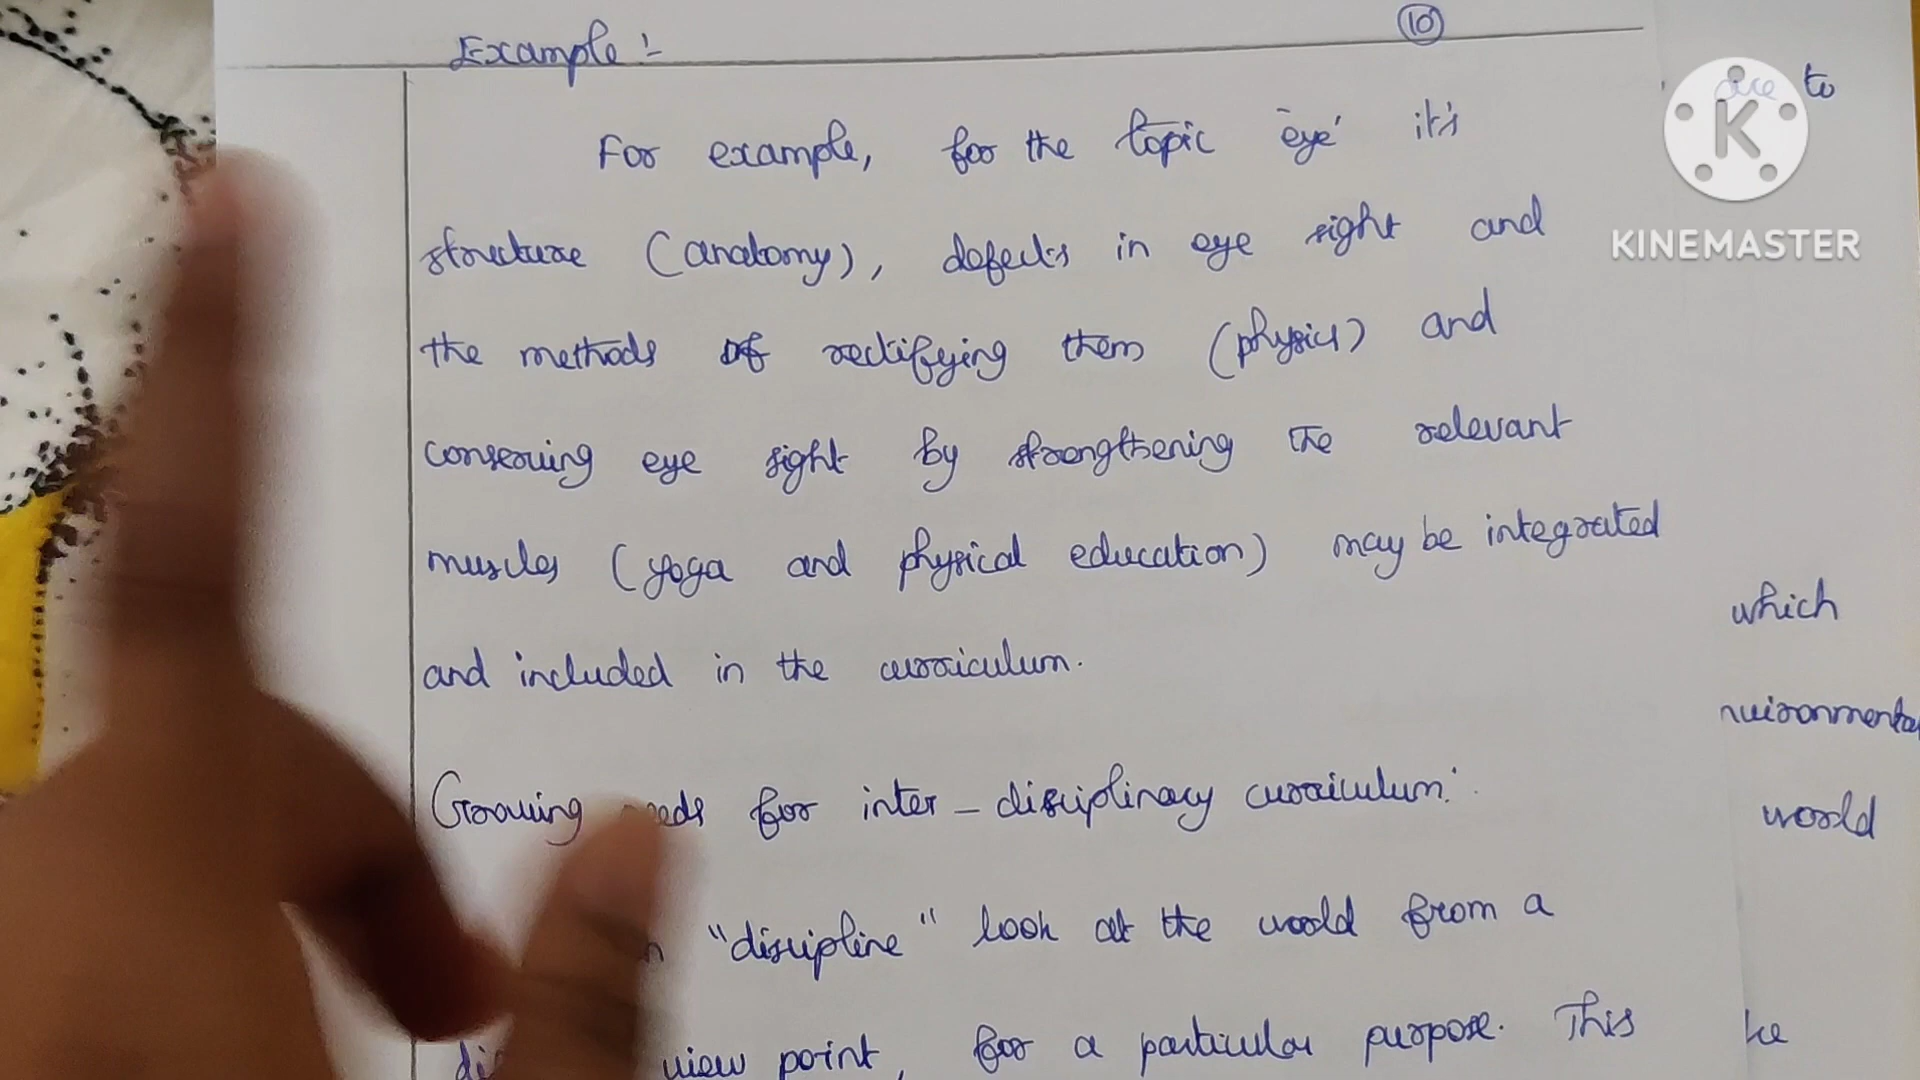 Example :-
10
For example, for the topic 'eye' it's
structure (anatomy), defects in eye sight and
the methods of rectifying them (physics) and
conserving eye sight by strengthening the relevant
muscles (yoga and physical education) may be integrated
and included in the curriculum.
Growing needs for inter - disciplinary curriculum:
"discipline" look at the world from a
view point, for a particular purpose. This
to
which
world
KINEMASTER